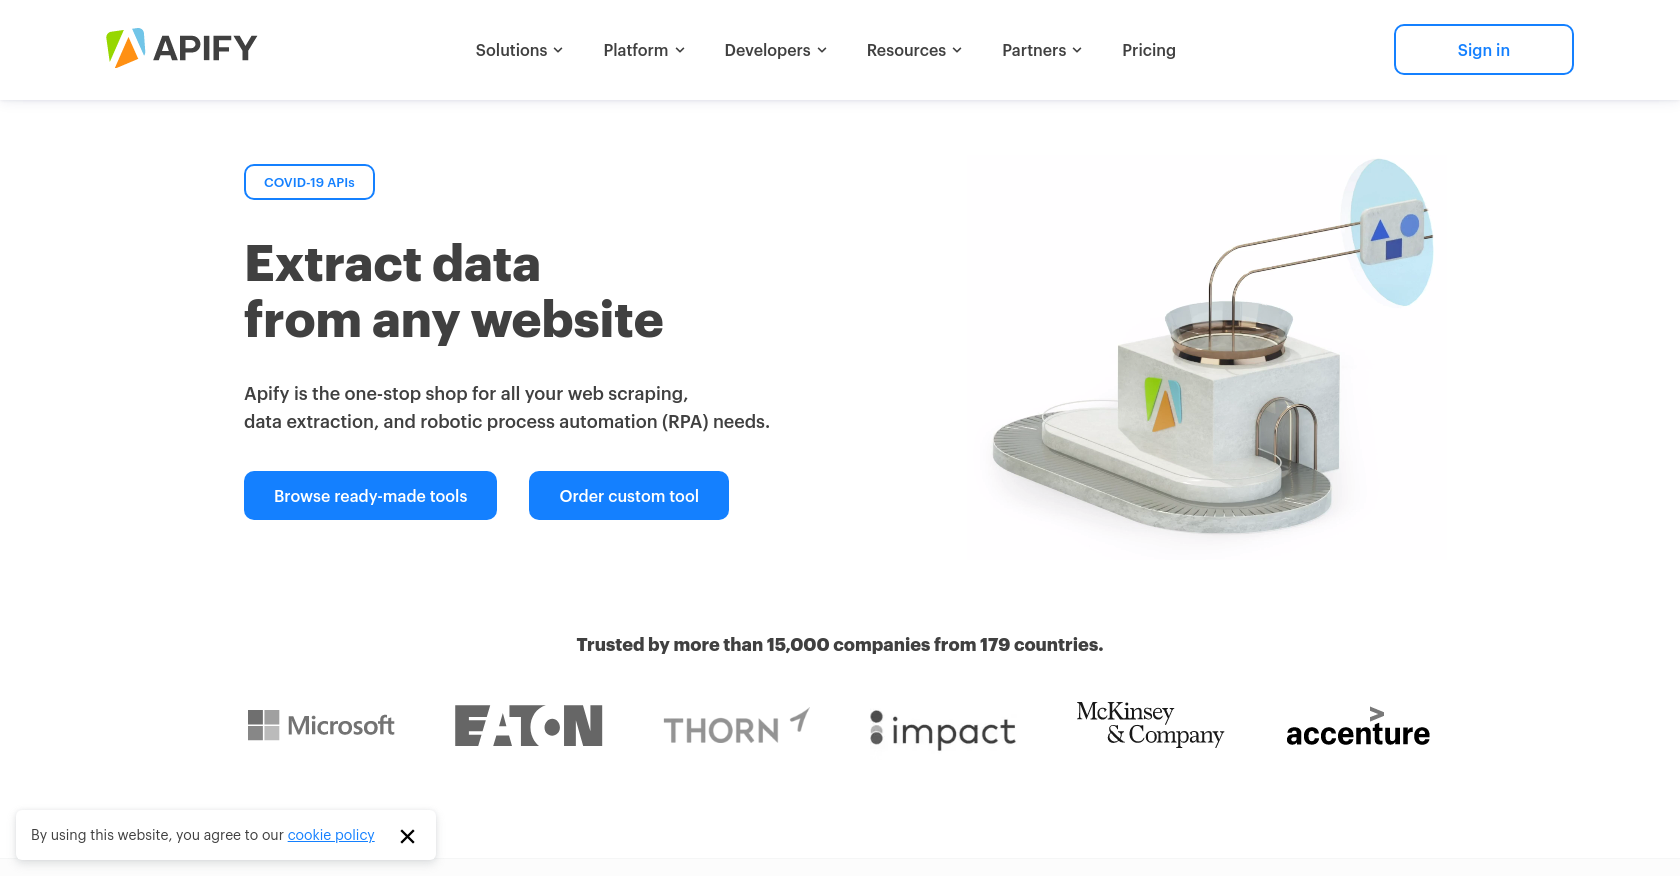 APIFY
Solutions
Platform
Developers
Resources
Partners
Pricing
Sign in
COVID-19 APIs
Extract data
from any website
Apify is the one-stop shop for all your web scraping,
data extraction, and robotic process automation (RPA) needs.
Browse ready-made tools
Order custom tool
Trusted by more than 15,000 companies from 179 countries.
Microsoft
EATON
THORN
impact
McKinsey
& Company
accenture
By using this website, you agree to our cookie policy